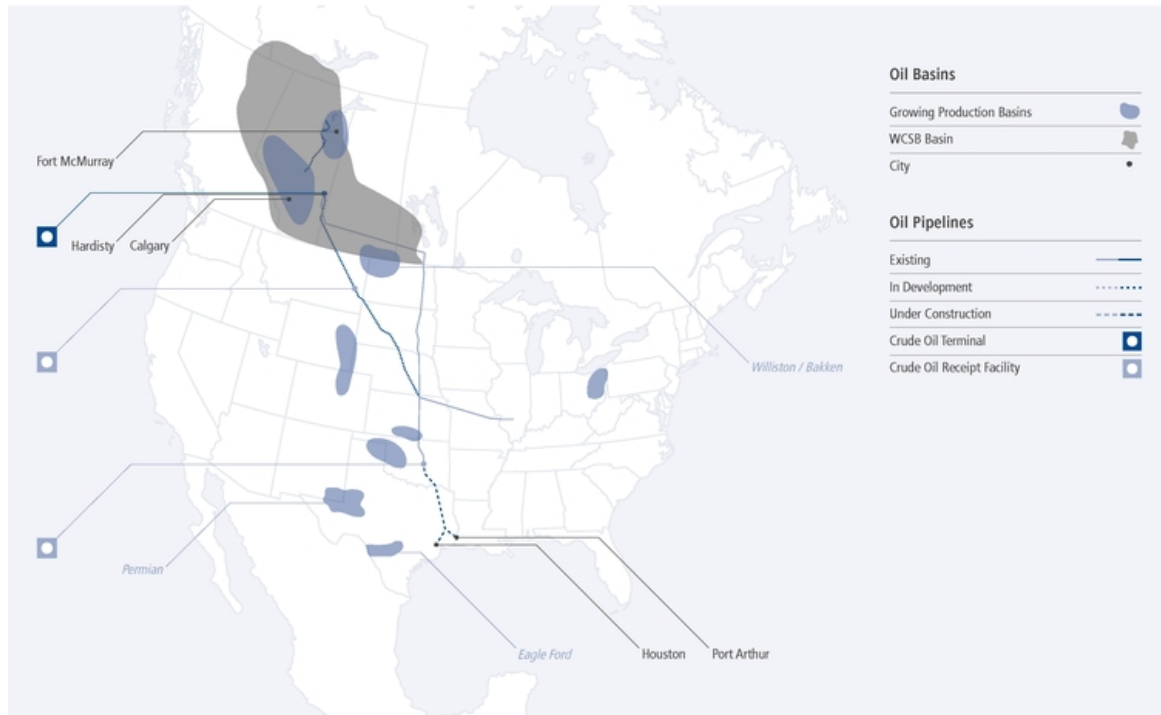 Fort McMurray
Hardisty
Calgary
Williston / Bakken
Permian
Eagle Ford
Houston
Port Arthur
Oil Basins
Growing Production Basins
WCSB Basin
City
Oil Pipelines
Existing
In Development
Under Construction
Crude Oil Terminal
Crude Oil Receipt Facility